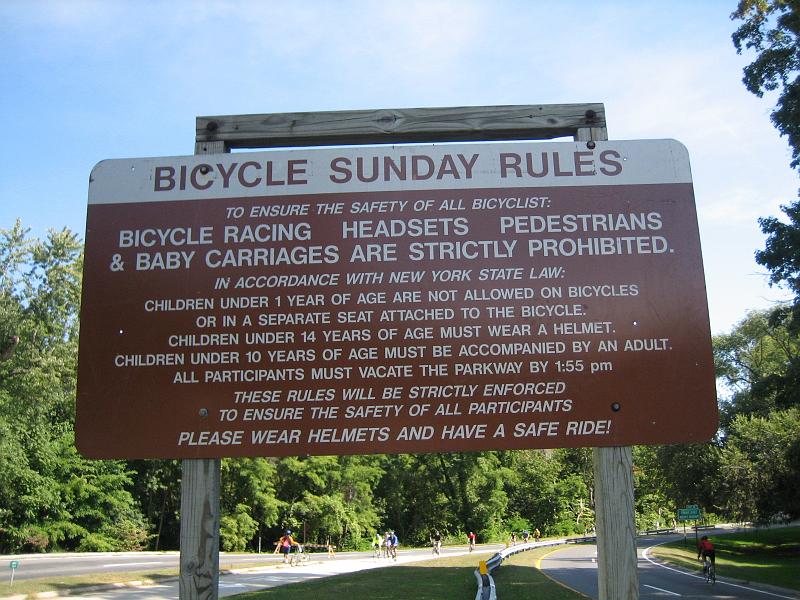 BICYCLE SUNDAY RULES
TO ENSURE THE SAFETY OF ALL BICYCLIST:
BICYCLE RACING HEADSETS PEDESTRIANS
& BABY CARRIAGES ARE STRICTLY PROHIBITED.
IN ACCORDANCE WITH NEW YORK STATE LAW:
CHILDREN UNDER 1 YEAR OF AGE ARE NOT ALLOWED ON BICYCLES
OR IN A SEPARATE SEAT ATTACHED TO THE BICYCLE.
CHILDREN UNDER 14 YEARS OF AGE MUST WEAR A HELMET.
CHILDREN UNDER 10 YEARS OF AGE MUST BE ACCOMPANIED BY AN ADULT.
ALL PARTICIPANTS MUST VACATE THE PARKWAY BY 1:55 pm
THESE RULES WILL BE STRICTLY ENFORCED
TO ENSURE THE SAFETY OF ALL PARTICIPANTS
PLEASE WEAR HELMETS AND HAVE A SAFE RIDE!